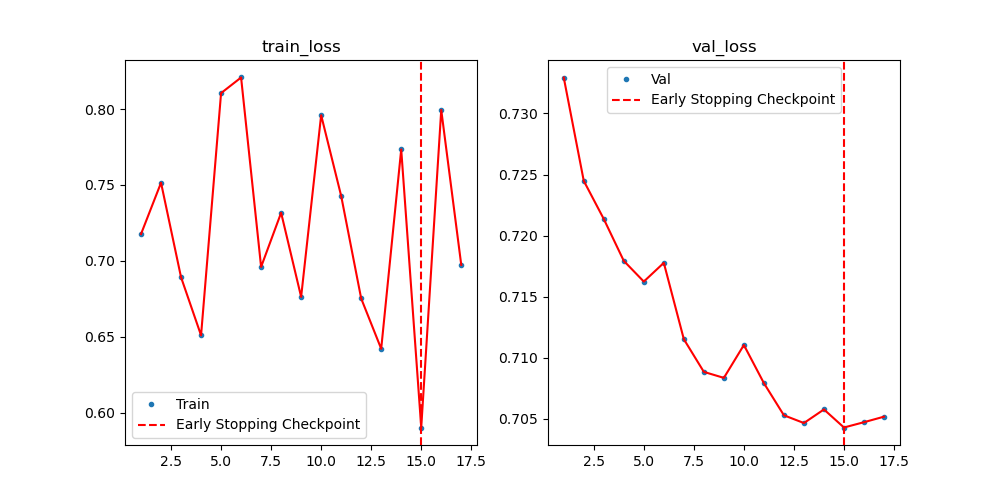 train_loss
0.80
0.75
0.70
0.65
0.60
Train
Early Stopping Checkpoint
2.5 5.0 7.5 10.0 12.5 15.0 17.5
val_loss
Val
Early Stopping Checkpoint
0.730
0.725
0.720
0.715
0.710
0.705
2.5 5.0 7.5 10.0 12.5 15.0 17.5